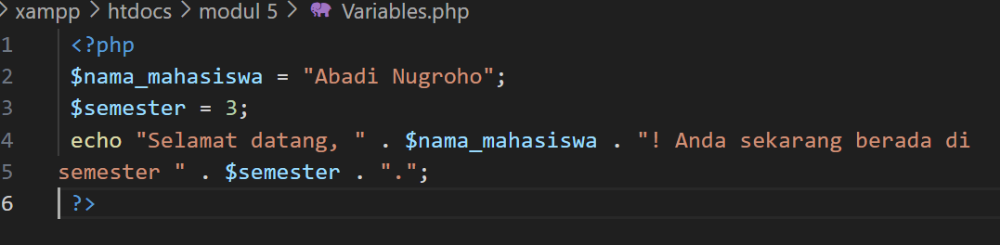 xampp > htdocs > modul 5 > Variables.php
1 <?php
2 $nama_mahasiswa = "Abadi Nugroho";
3 $semester = 3;
4 echo "Selamat datang, " . $nama_mahasiswa . "! Anda sekarang berada di
5 semester " . $semester . ".";
6 ?>